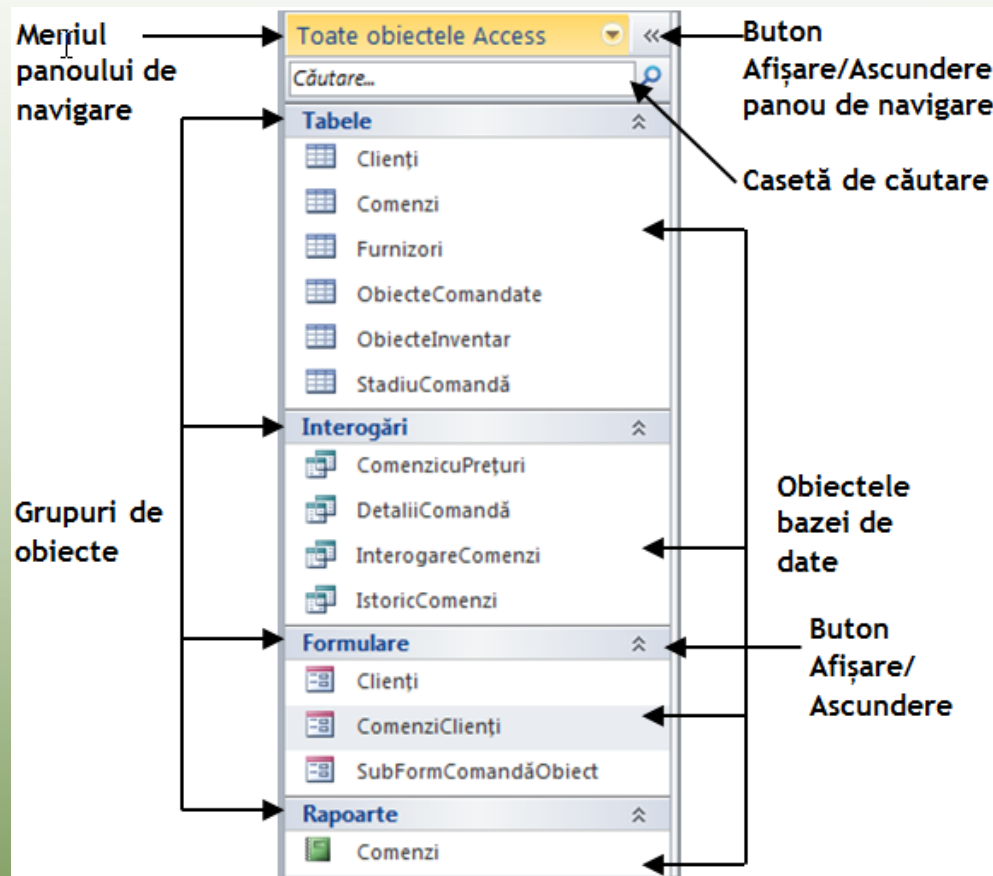 Meniul
panoului de
navigare
Toate obiectele Access
Buton
Afișare/Ascundere
panou de navigare
Căutare...
Casetă de căutare
Tabele
Clienți
Comenzi
Furnizori
ObiecteComandate
ObiecteInventar
StadiuComandă
Interogări
ComenzicuPrețuri
DetaliiComandă
InterogareComenzi
IstoricComenzi
Grupuri de
obiecte
Obiectele
bazei de
date
Formulare
Clienți
ComenziClienți
SubFormComandăObiect
Buton
Afișare/
Ascundere
Rapoarte
Comenzi